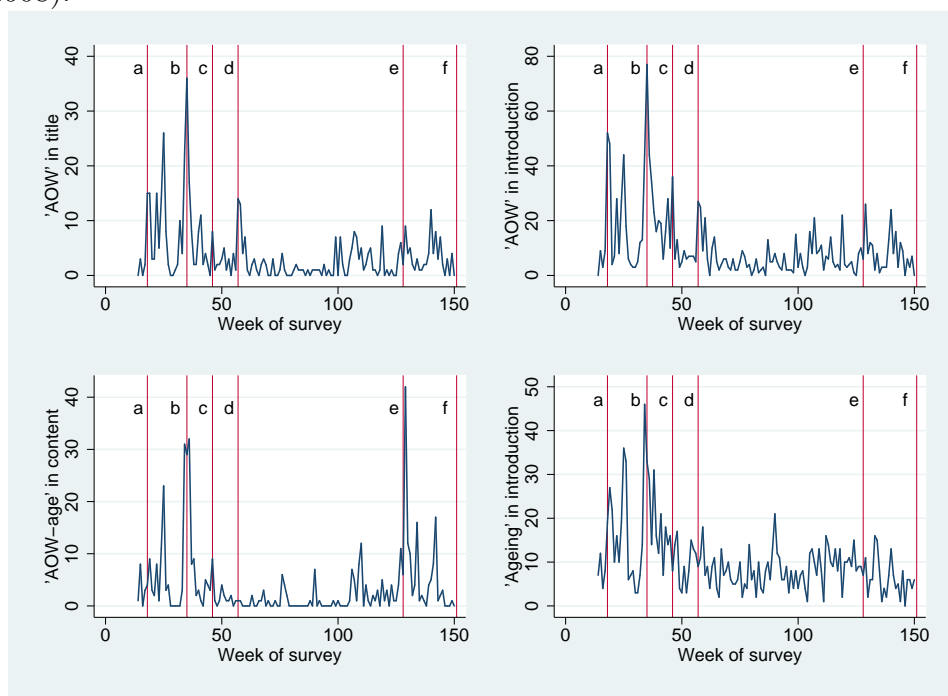 2008).
a b c d e f
'AOW' in title
0 10 20 30 40
0 50 100 150
Week of survey
a b c d e f
'AOW' in introduction
0 20 40 60 80
0 50 100 150
Week of survey
a b c d e f
'AOW−age' in content
0 10 20 30 40
0 50 100 150
Week of survey
a b c d e f
'Ageing' in introduction
0 10 20 30 40 50
0 50 100 150
Week of survey